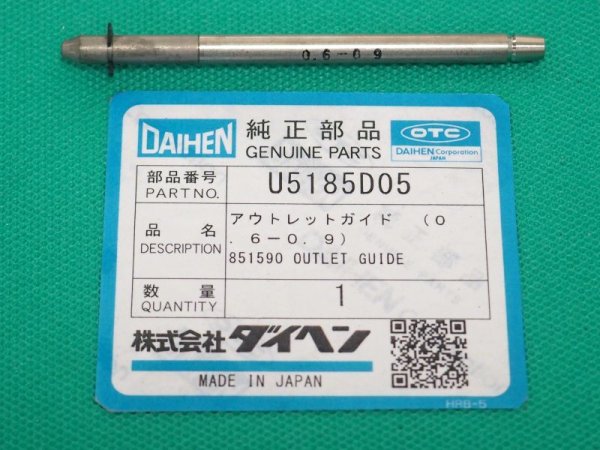 0.6-0.9
DAIHEN 純正部品 OTC
GENUINE PARTS DAIHEN Corporation
JAPAN
部品番号 U5185D05
PART NO.
品名 アウトレットガイド (0
.6-0.9)
DESCRIPTION 851590 OUTLET GUIDE
数量 1
QUANTITY
株式会社ダイヘン
MADE IN JAPAN
HRB-5